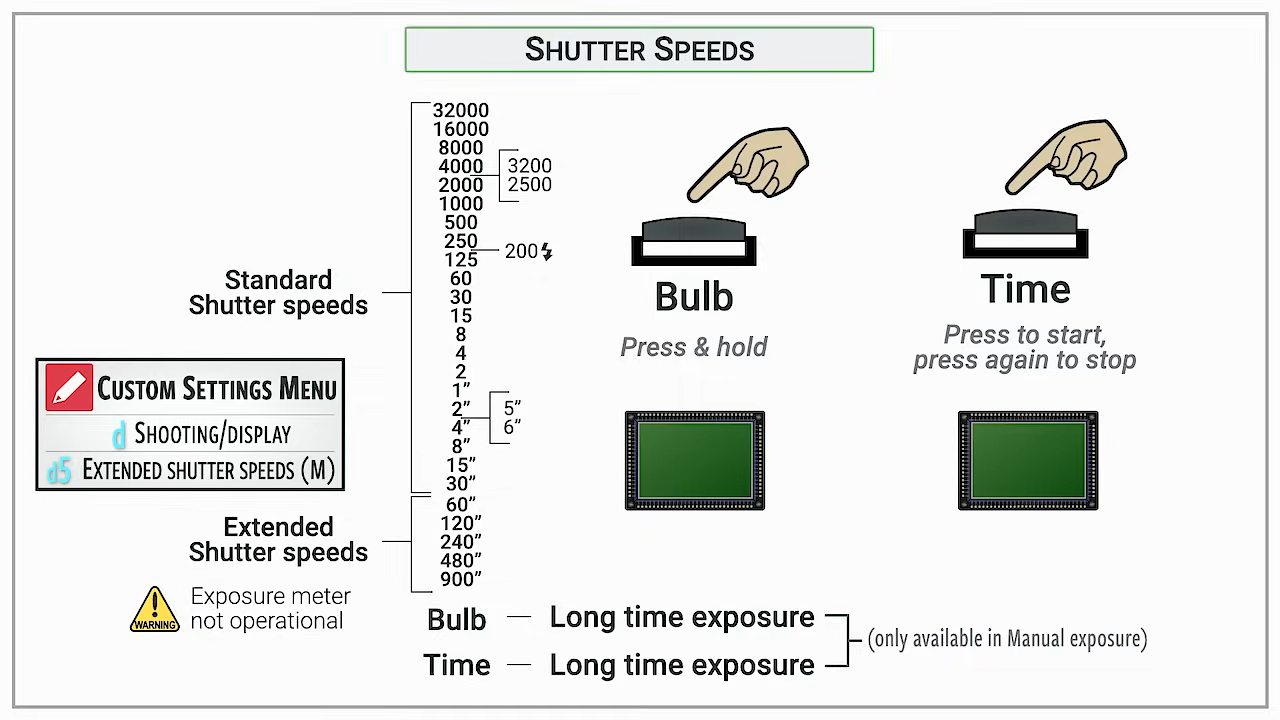 SHUTTER SPEEDS
32000
16000
8000
4000
2000
1000
500
250
125
60
30
15
8
4
2
1”
2”
4”
8”
15”
30”
60”
120”
240”
480”
900”
3200
2500
200
5”
6”
Standard
Shutter speeds
CUSTOM SETTINGS MENU
d SHOOTING/DISPLAY
d5 EXTENDED SHUTTER SPEEDS (M)
Extended
Shutter speeds
WARNING
Exposure meter
not operational
Bulb
Press & hold
Time
Press to start,
press again to stop
Bulb — Long time exposure
Time — Long time exposure
(only available in Manual exposure)